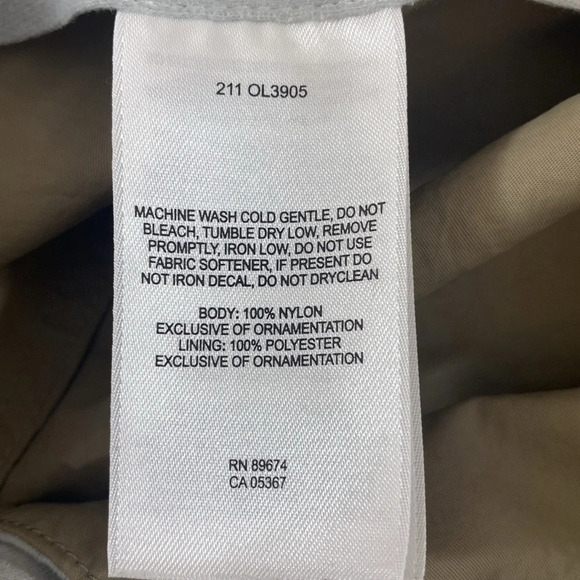 211 OL3905
MACHINE WASH COLD GENTLE, DO NOT
BLEACH, TUMBLE DRY LOW, REMOVE
PROMPTLY, IRON LOW, DO NOT USE
FABRIC SOFTENER, IF PRESENT DO
NOT IRON DECAL, DO NOT DRYCLEAN
BODY: 100% NYLON
EXCLUSIVE OF ORNAMENTATION
LINING: 100% POLYESTER
EXCLUSIVE OF ORNAMENTATION
RN 89674
CA 05367